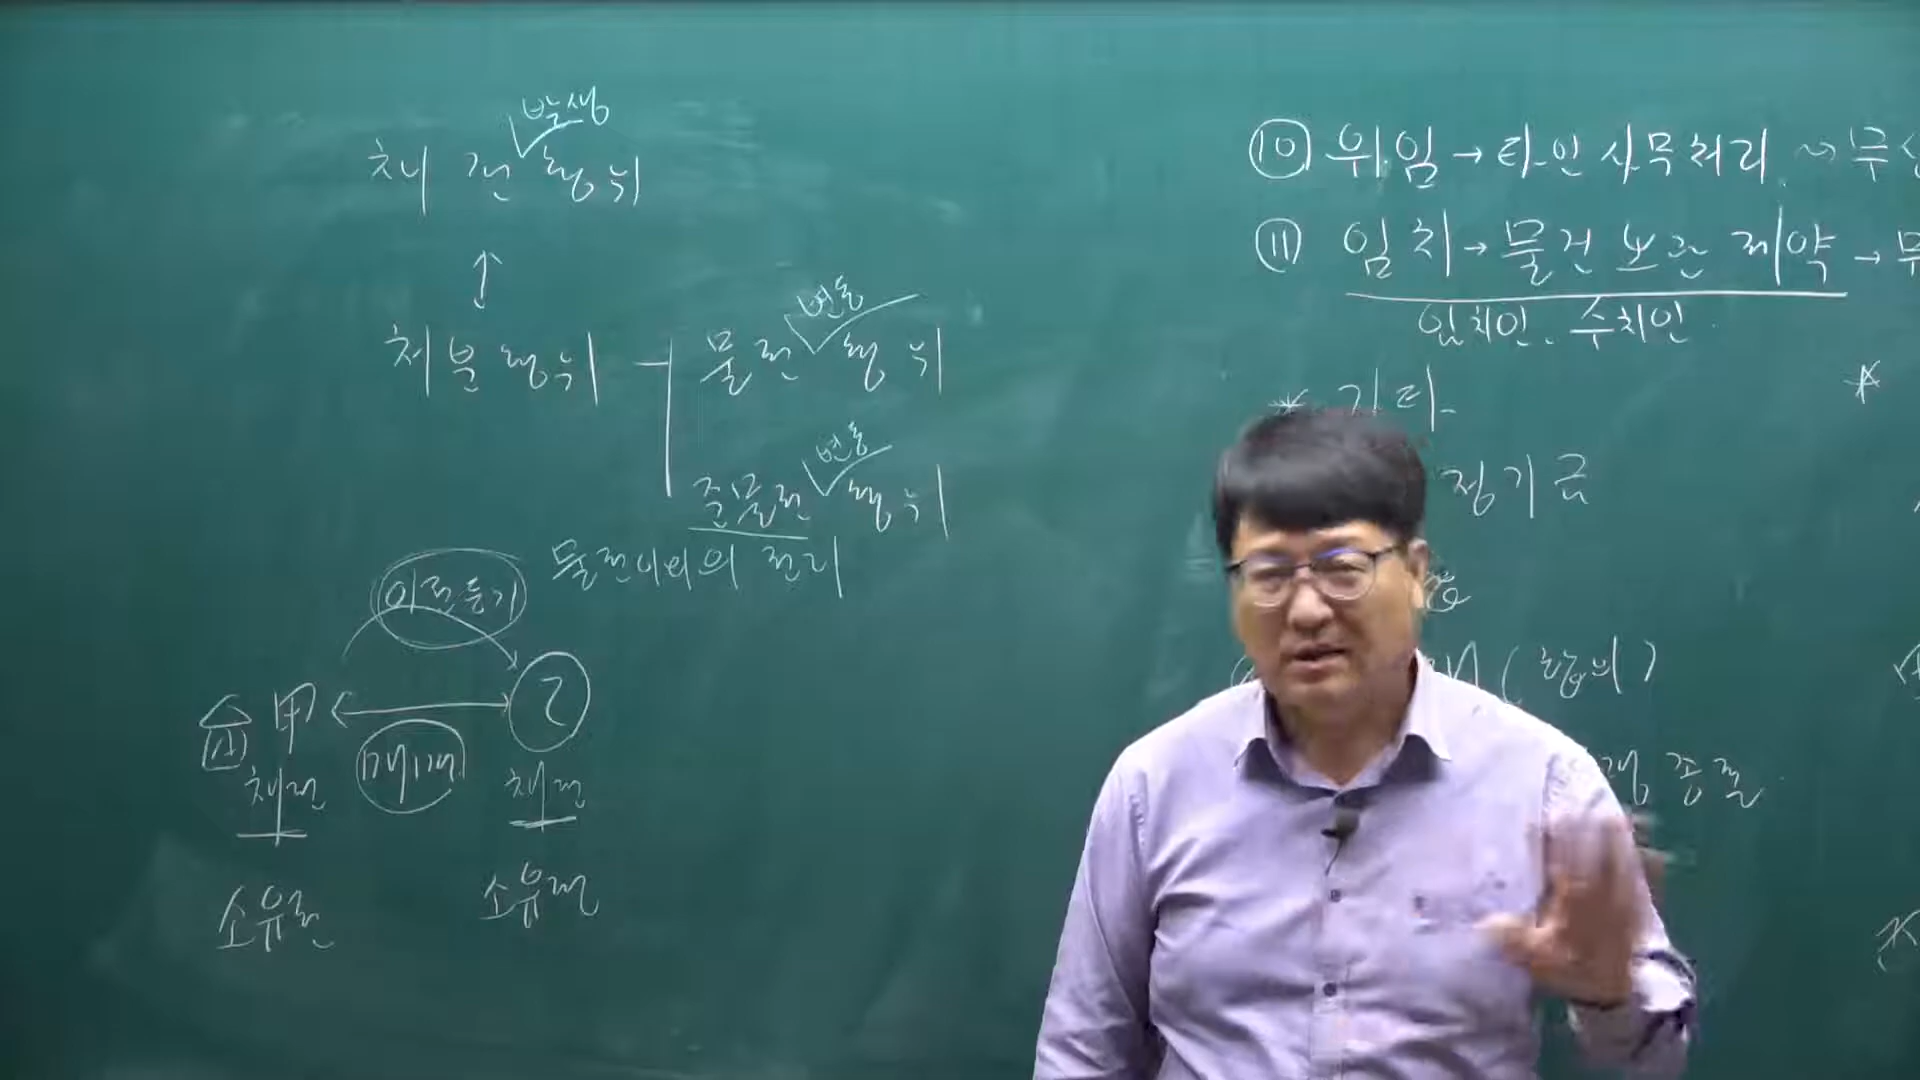 발생
채권행위
↕
처분행위 ㅜ 물권행위
변동
변동
준물권행위
물권이외의 권리
이전등기
甲 ↔ 乙
매매
채권 채권
소유권 소유권
⑩ 위임→타인사무처리
⑪ 임치→물건보관계약→
임치인. 수치인.
* 기타
정기금
(합의)
종질